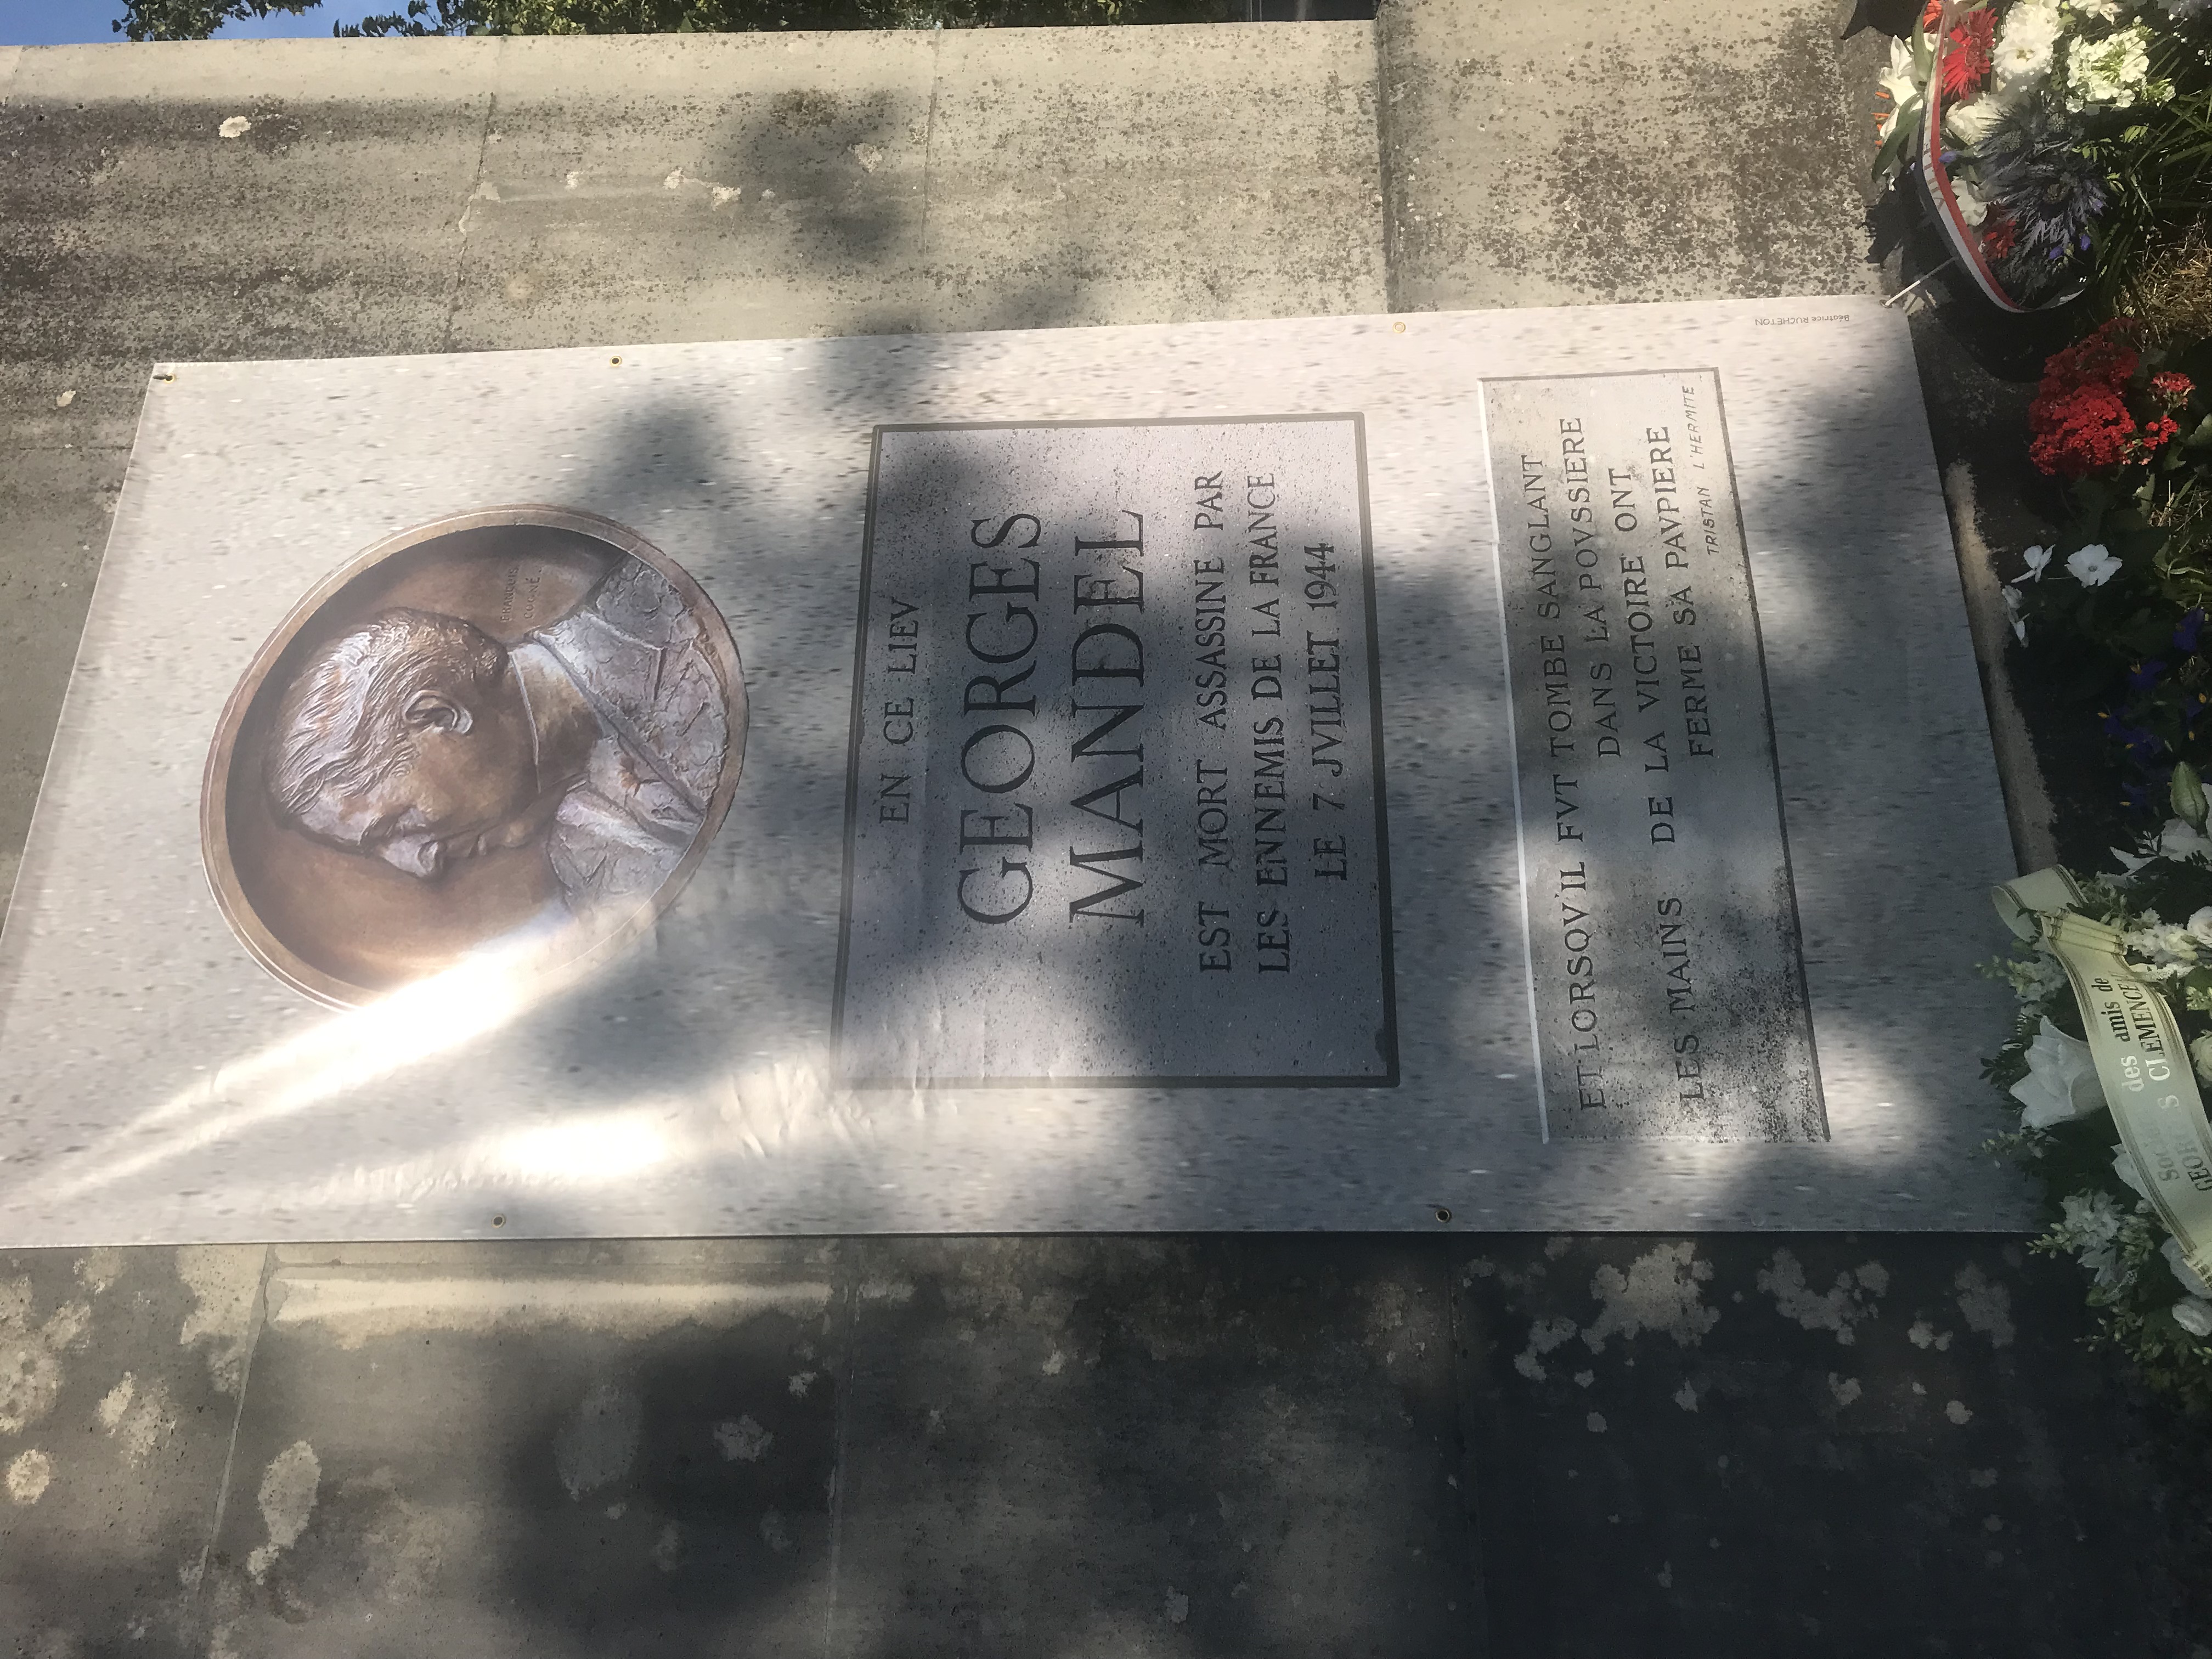 FRANÇOIS
COGNÉ
EN CE LIEV
GEORGES
MANDEL
EST MORT ASSASSINE PAR
LES ENNEMIS DE LA FRANCE
LE 7 JVILLET 1944
ET LORSQV'IL FVT TOMBE SANGLANT
DANS LA POVSSIERE
LES MAINS DE LA VICTOIRE ONT
FERME SA PAVPIERE
TRISTAN L'HERMITE
Béatrice RUCHETON
des amis de
CLEMENCE